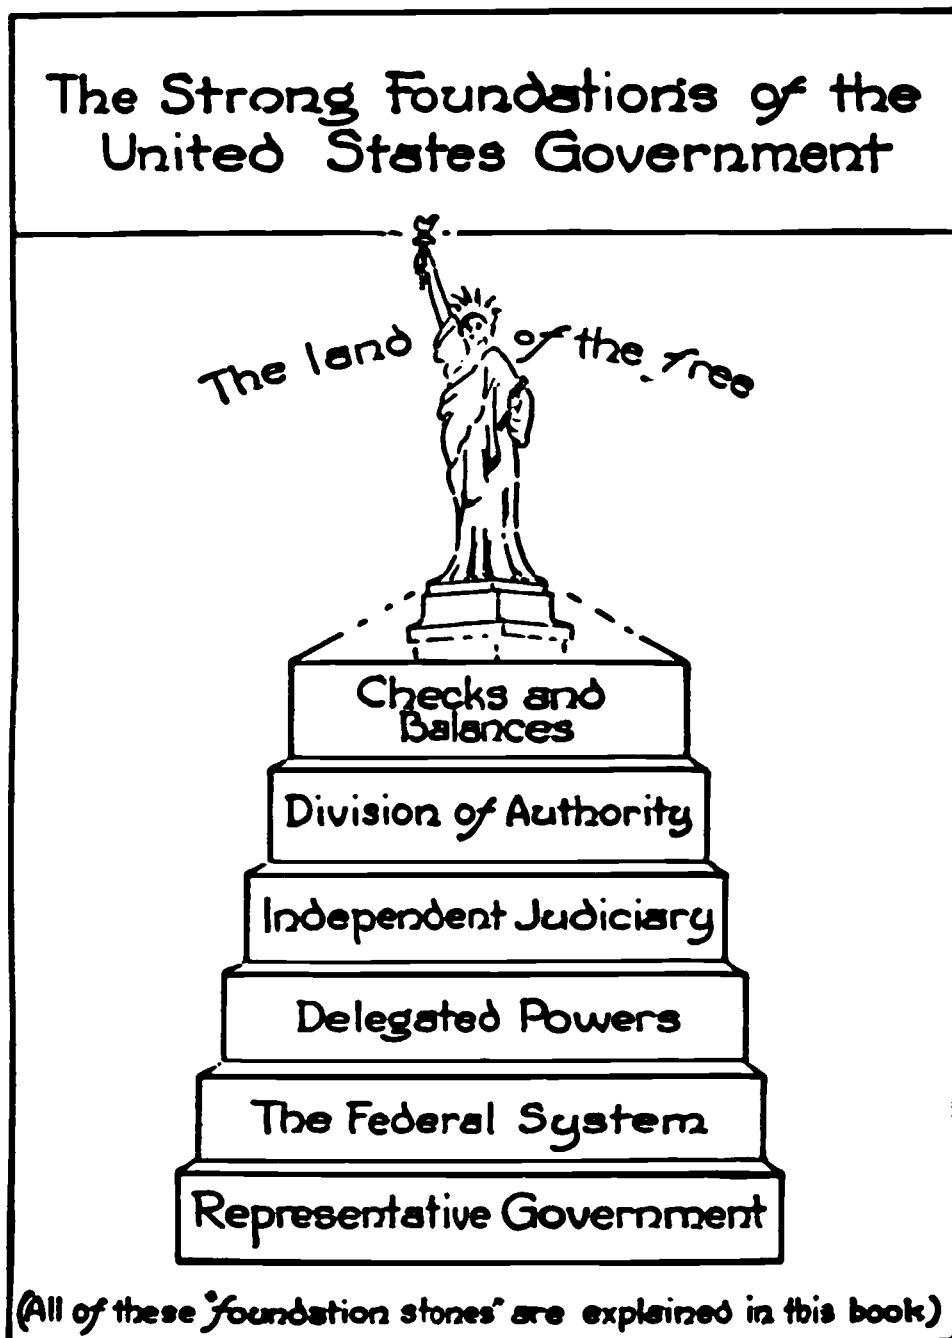 The Strong Foundations of the
United States Government
The land of the free
Checks and
Balances
Division of Authority
Independent Judiciary
Delegated Powers
The Federal System
Representative Government
(All of these "foundation stones" are explained in this book)